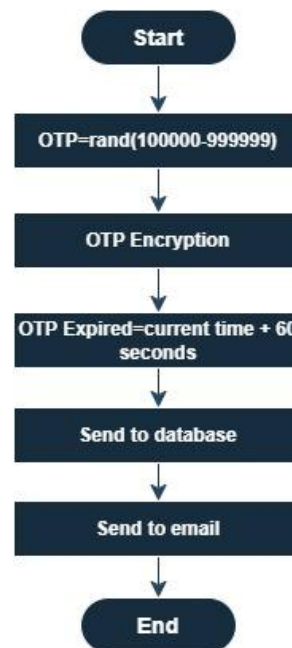 Start
OTP=rand(100000-999999)
OTP Encryption
OTP Expired=current time + 60
seconds
Send to database
Send to email
End